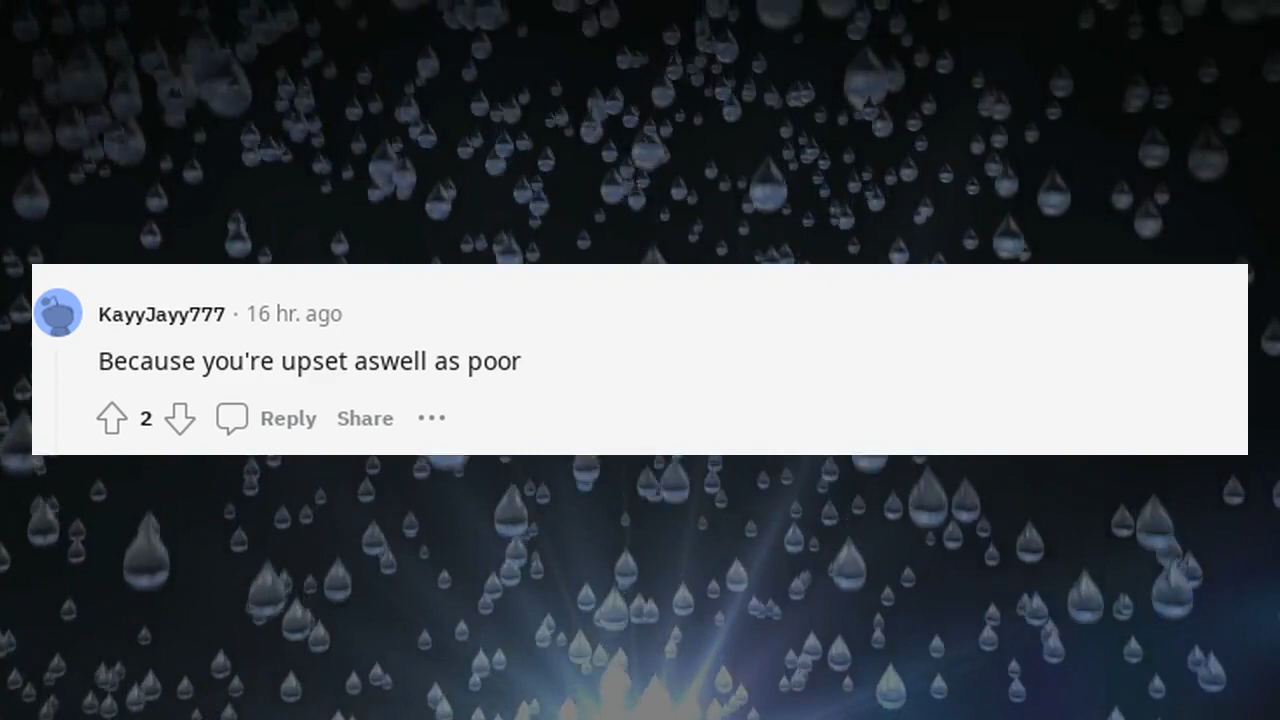 KayyJayy777 · 16 hr. ago
Because you're upset aswell as poor
2 Reply Share ···